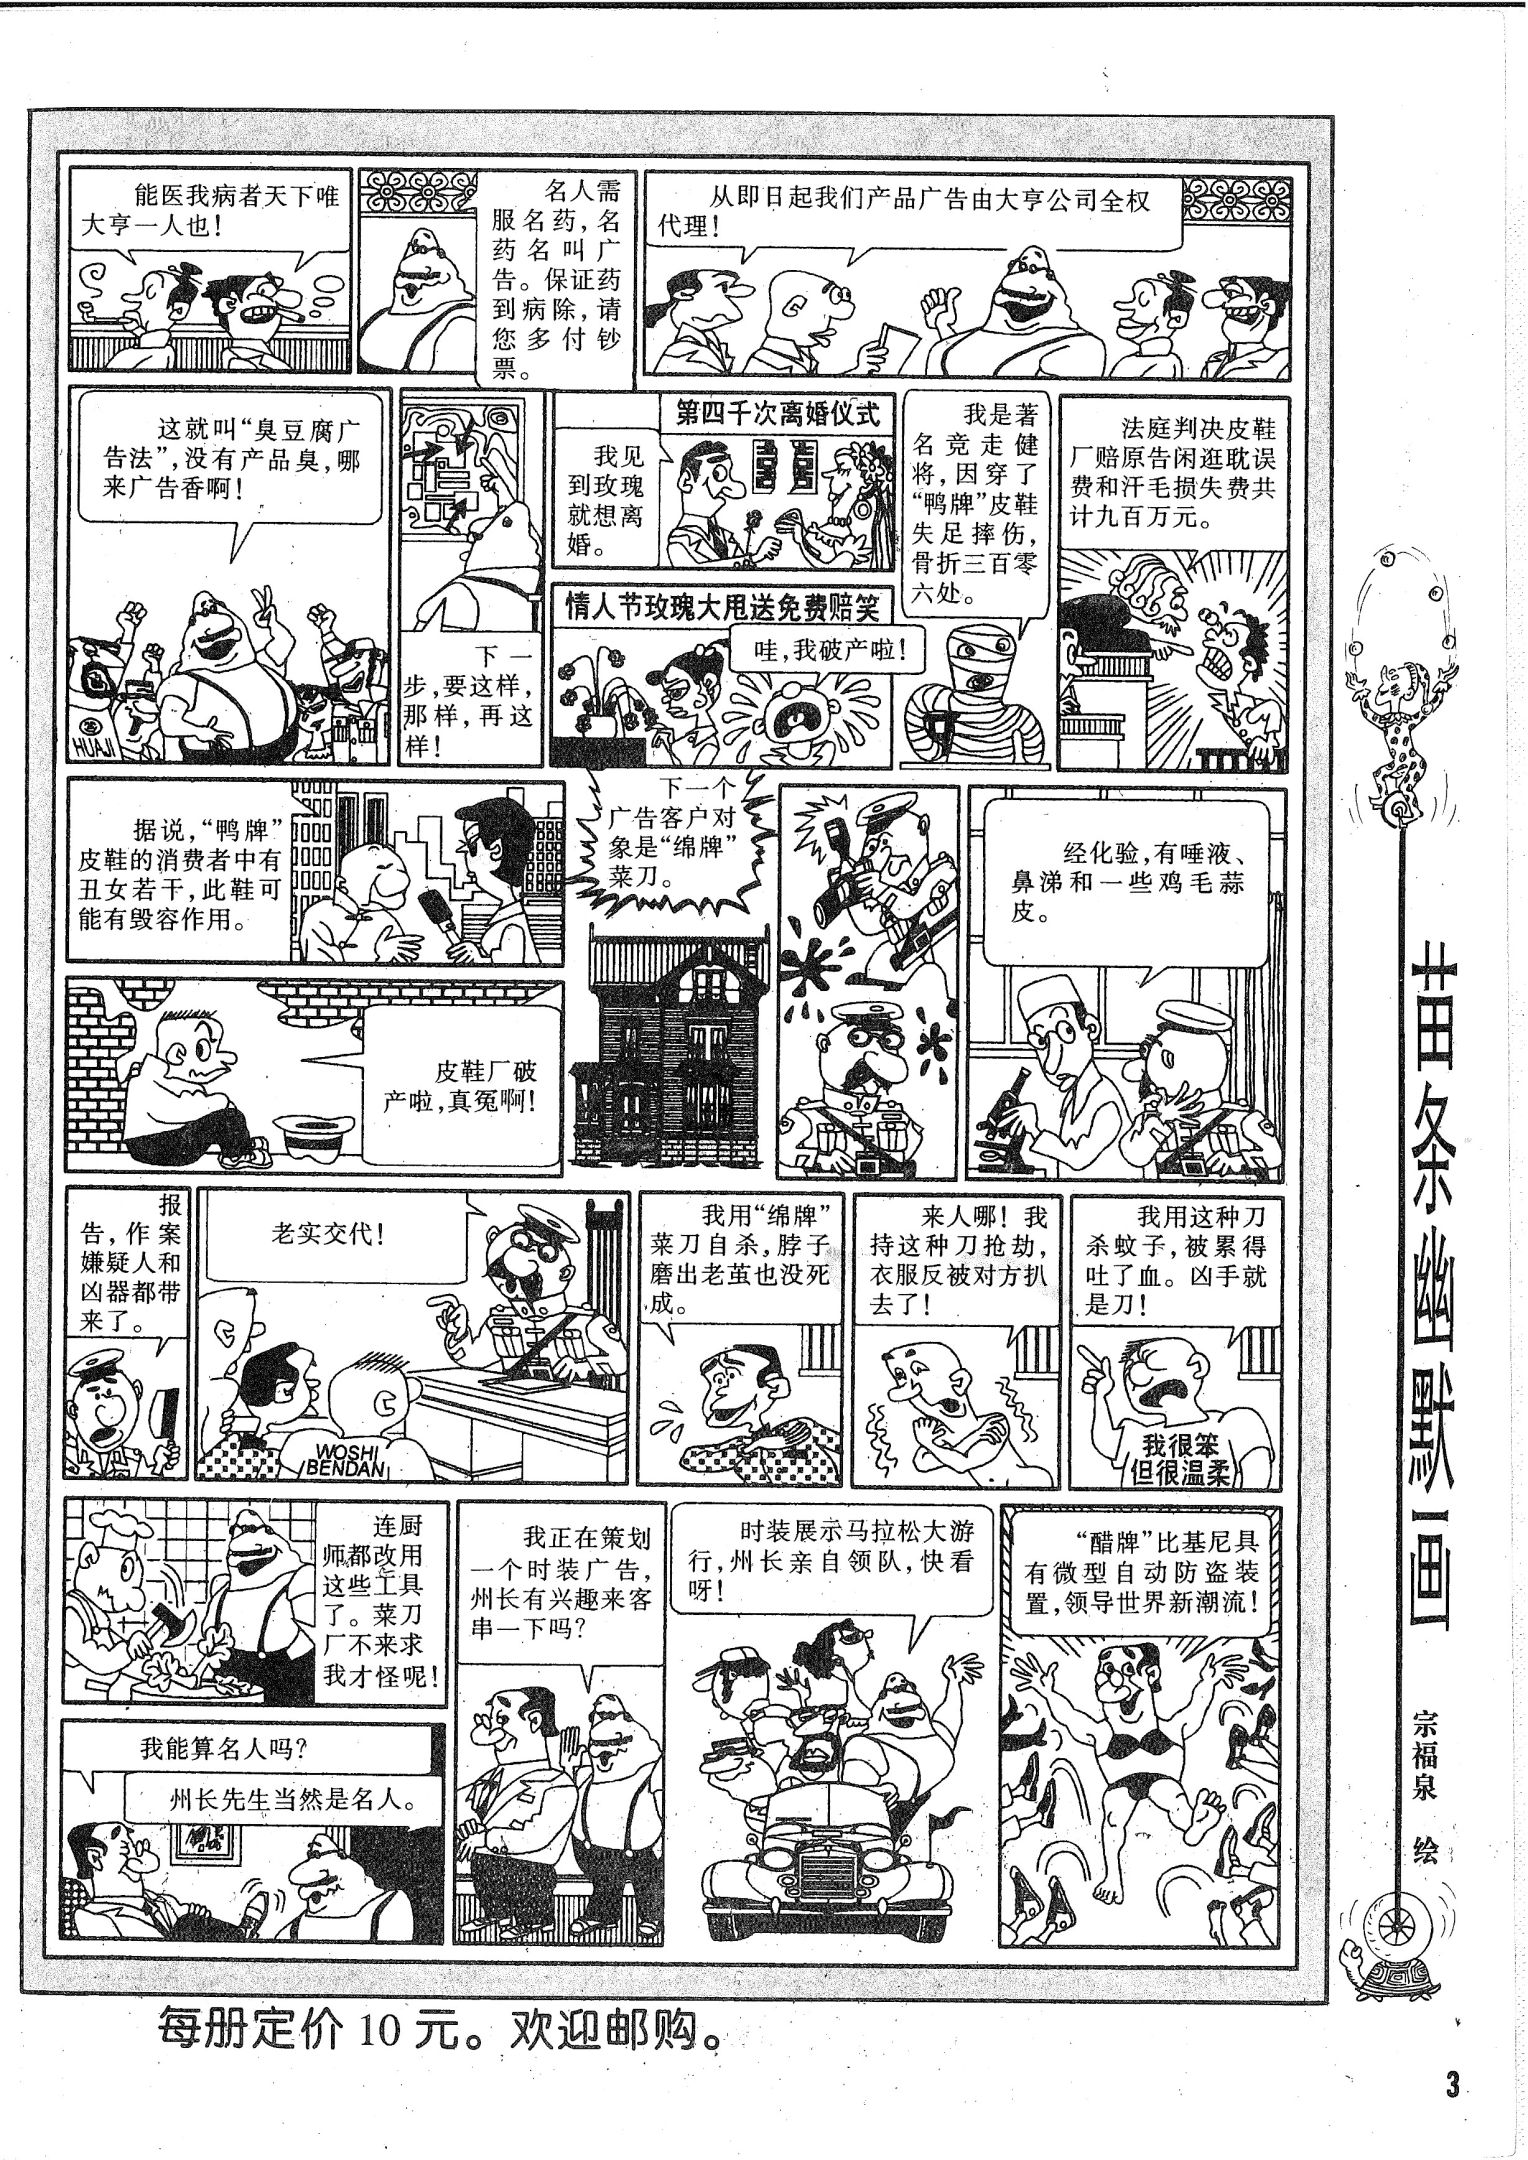 能医我病者天下唯
大亨一人也！
名人需
服名药，名
药名叫广
告。保证药
到病除，请
您多付钞
票。
从即日起我们产品广告由大亨公司全权
代理！
这就叫“臭豆腐广
告法”，没有产品臭，哪
来广告香啊！
HUAJI
下一
步，要这样，
那样，再这
样！
第四千次离婚仪式
我见
到玫瑰
就想离
婚。
情人节玫瑰大甩送免费赔笑
哇，我破产啦！
我是著
名竞走健
将，因穿了
“鸭牌”皮鞋
失足摔伤，
骨折三百零
六处。
法庭判决皮鞋
厂赔原告闲逛耽误
费和汗毛损失费共
计九百万元。
据说，“鸭牌”
皮鞋的消费者中有
丑女若干，此鞋可
能有毁容作用。
皮鞋厂破
产啦，真冤啊！
下一个
广告客户对
象是“绵牌”
菜刀。
经化验，有唾液、
鼻涕和一些鸡毛蒜
皮。
报
告，作案
嫌疑人和
凶器都带
来了。
老实交代！
WOSHI
BENDAN
我用“绵牌”
菜刀自杀，脖子
磨出老茧也没死
成。
来人哪！我
持这种刀抢劫，
衣服反被对方扒
去了！
我用这种刀
杀蚊子，被累得
吐了血。凶手就
是刀！
我很笨
但很温柔
连厨
师都改用
这些工具
了。菜刀
厂不来求
我才怪呢！
我能算名人吗？
州长先生当然是名人。
我正在策划
一个时装广告，
州长有兴趣来客
串一下吗？
时装展示马拉松大游
行，州长亲自领队，快看
呀！
“醋牌”比基尼具
有微型自动防盗装
置，领导世界新潮流！
苗条幽默画
宗福泉 绘
每册定价10元。欢迎邮购。
3